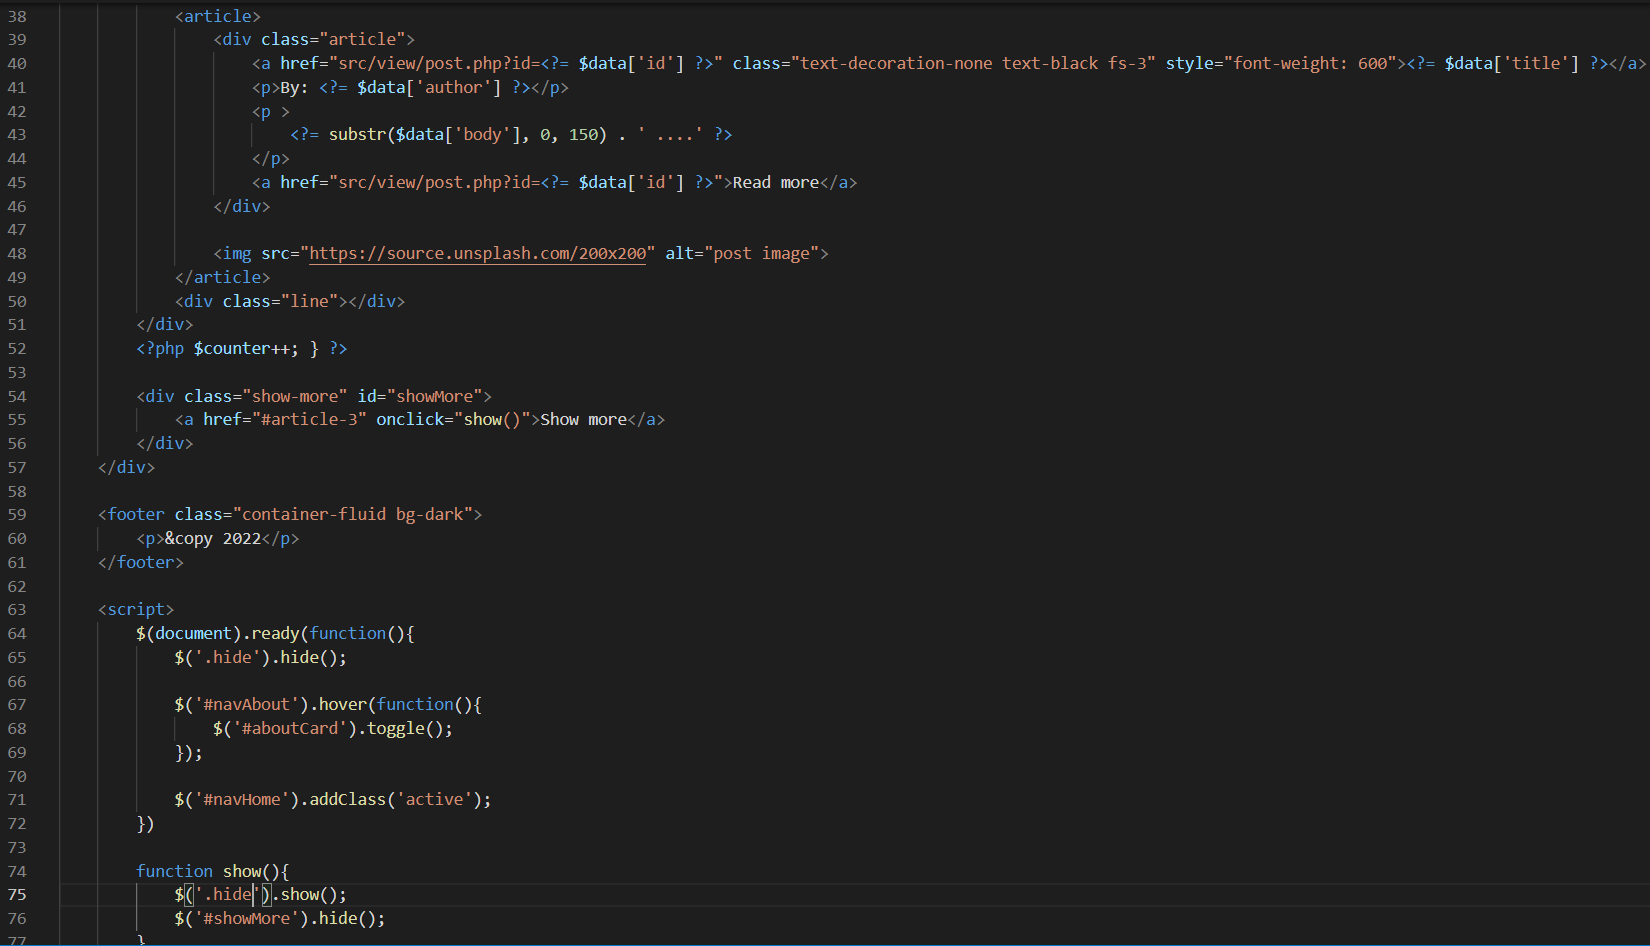 38 <article>
39 <div class="article">
40 <a href="src/view/post.php?id=<?= $data['id'] ?>" class="text-decoration-none text-black fs-3" style="font-weight: 600"><?= $data['title'] ?></a>
41 <p>By: <?= $data['author'] ?></p>
42 <p >
43 <?= substr($data['body'], 0, 150) . ' ....' ?>
44 </p>
45 <a href="src/view/post.php?id=<?= $data['id'] ?>">Read more</a>
46 </div>
47
48 <img src="https://source.unsplash.com/200x200" alt="post image">
49 </article>
50 <div class="line"></div>
51 </div>
52 <?php $counter++; } ?>
53
54 <div class="show-more" id="showMore">
55 <a href="#article-3" onclick="show()">Show more</a>
56 </div>
57 </div>
58
59 <footer class="container-fluid bg-dark">
60 <p>&copy 2022</p>
61 </footer>
62
63 <script>
64 $(document).ready(function(){
65 $('.hide').hide();
66
67 $('#navAbout').hover(function(){
68 $('#aboutCard').toggle();
69 });
70
71 $('#navHome').addClass('active');
72 })
73
74 function show(){
75 $('.hide').show();
76 $('#showMore').hide();
77 }